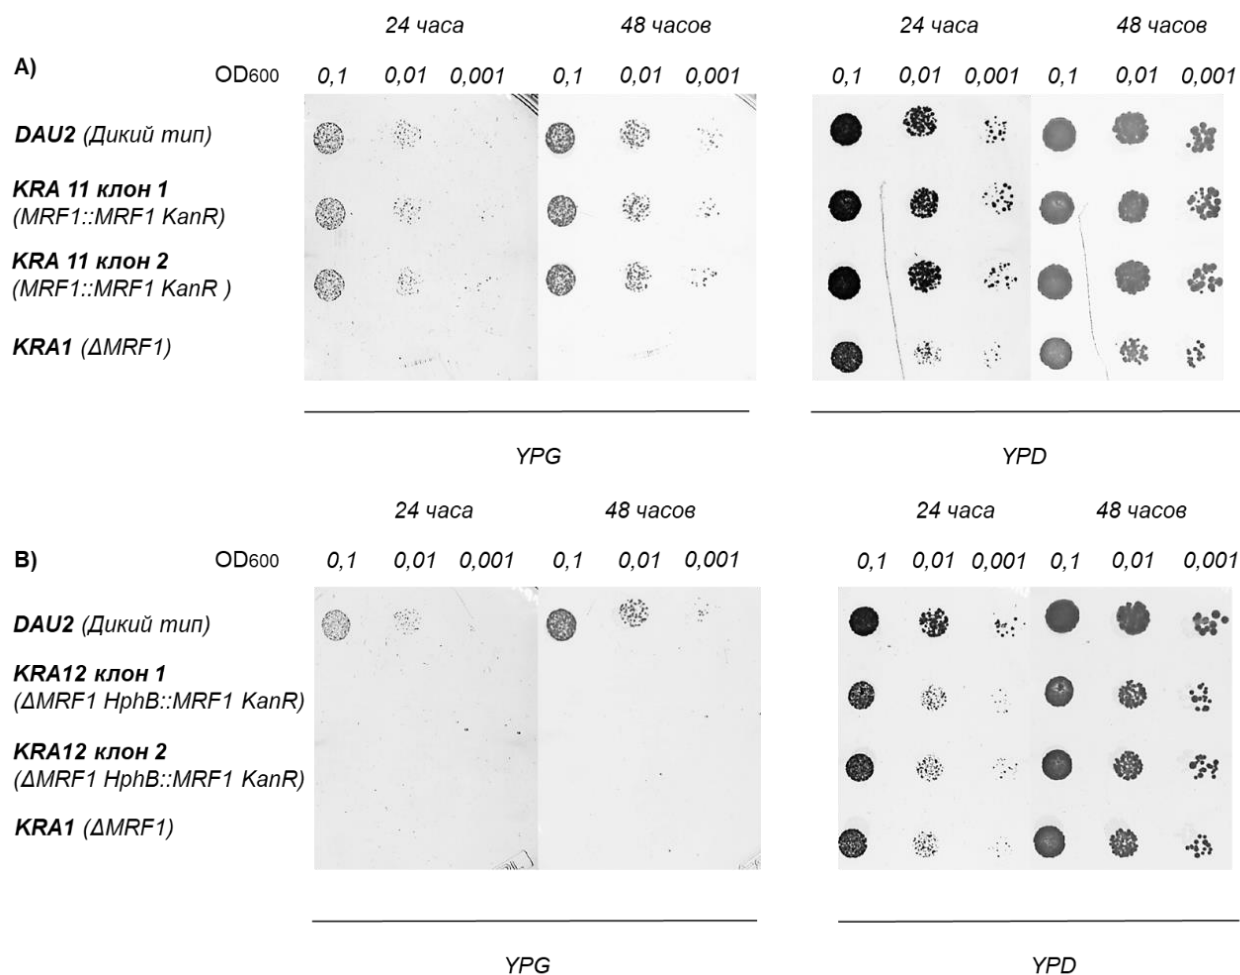 24 часа 48 часов 24 часа 48 часов
A) OD600 0,1 0,01 0,001 0,1 0,01 0,001 0,1 0,01 0,001 0,1 0,01 0,001
DAU2 (Дикий тип)
KRA 11 клон 1
(MRF1::MRF1 KanR)
KRA 11 клон 2
(MRF1::MRF1 KanR )
KRA1 (ΔMRF1)
YPG YPD
24 часа 48 часов 24 часа 48 часов
B) OD600 0,1 0,01 0,001 0,1 0,01 0,001 0,1 0,01 0,001 0,1 0,01 0,001
DAU2 (Дикий тип)
KRA12 клон 1
(ΔMRF1 HphB::MRF1 KanR)
KRA12 клон 2
(ΔMRF1 HphB::MRF1 KanR)
KRA1 (ΔMRF1)
YPG YPD